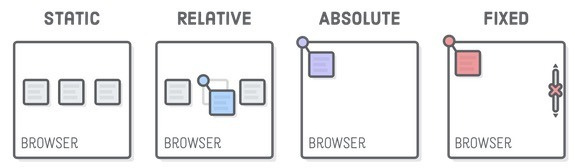 STATIC
RELATIVE
ABSOLUTE
FIXED
BROWSER
BROWSER
BROWSER
BROWSER